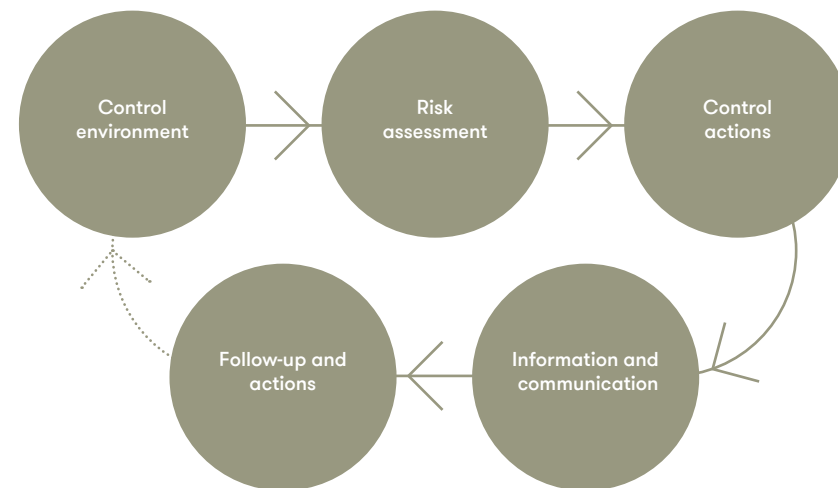 Control
environment
Risk
assessment
Control
actions
Follow-up and
actions
Information and
communication